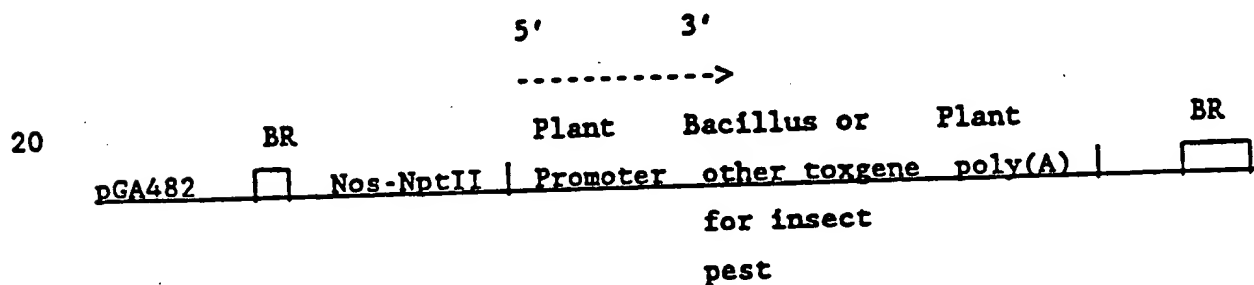 5' 3'
------------->
20 BR Plant Bacillus or Plant BR
pGA482 Nos-NptII | Promoter other toxgene poly(A) |
for insect
pest